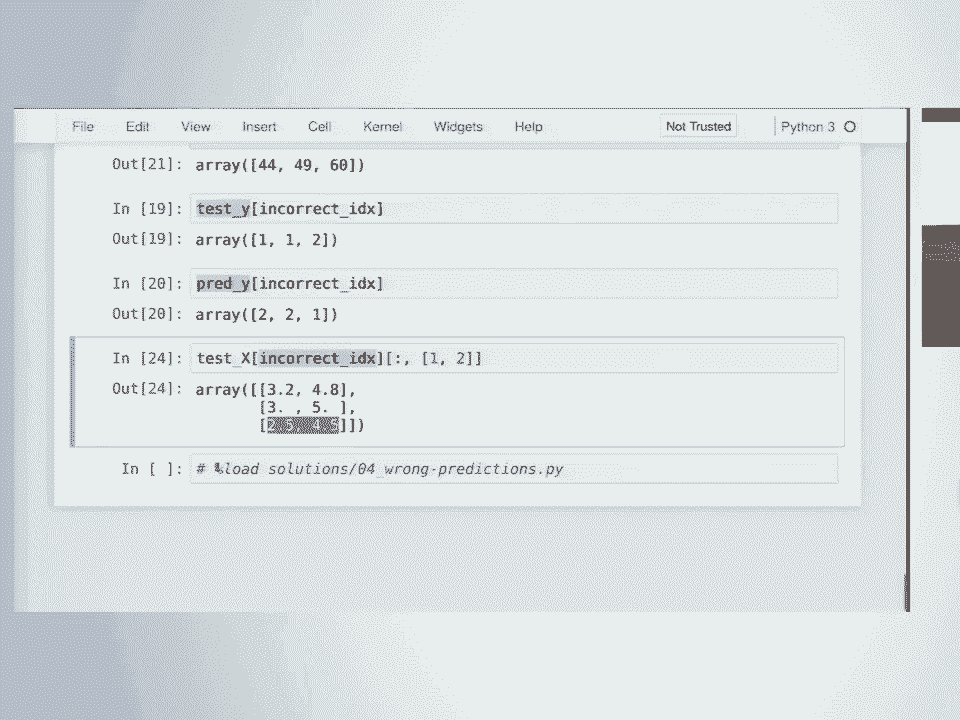 File Edit View Insert Cell Kernel Widgets Help Not Trusted Python 3
Out[21]: array([44, 49, 60])
In [19]: test_y[incorrect_idx]
Out[19]: array([1, 1, 2])
In [20]: pred_y[incorrect_idx]
Out[20]: array([2, 2, 1])
In [24]: test_X[incorrect_idx][:, [1, 2]]
Out[24]: array([[3.2, 4.8],
[3. , 5. ],
[2.5, 4.5]])
In [ ]: # %load solutions/04_wrong-predictions.py